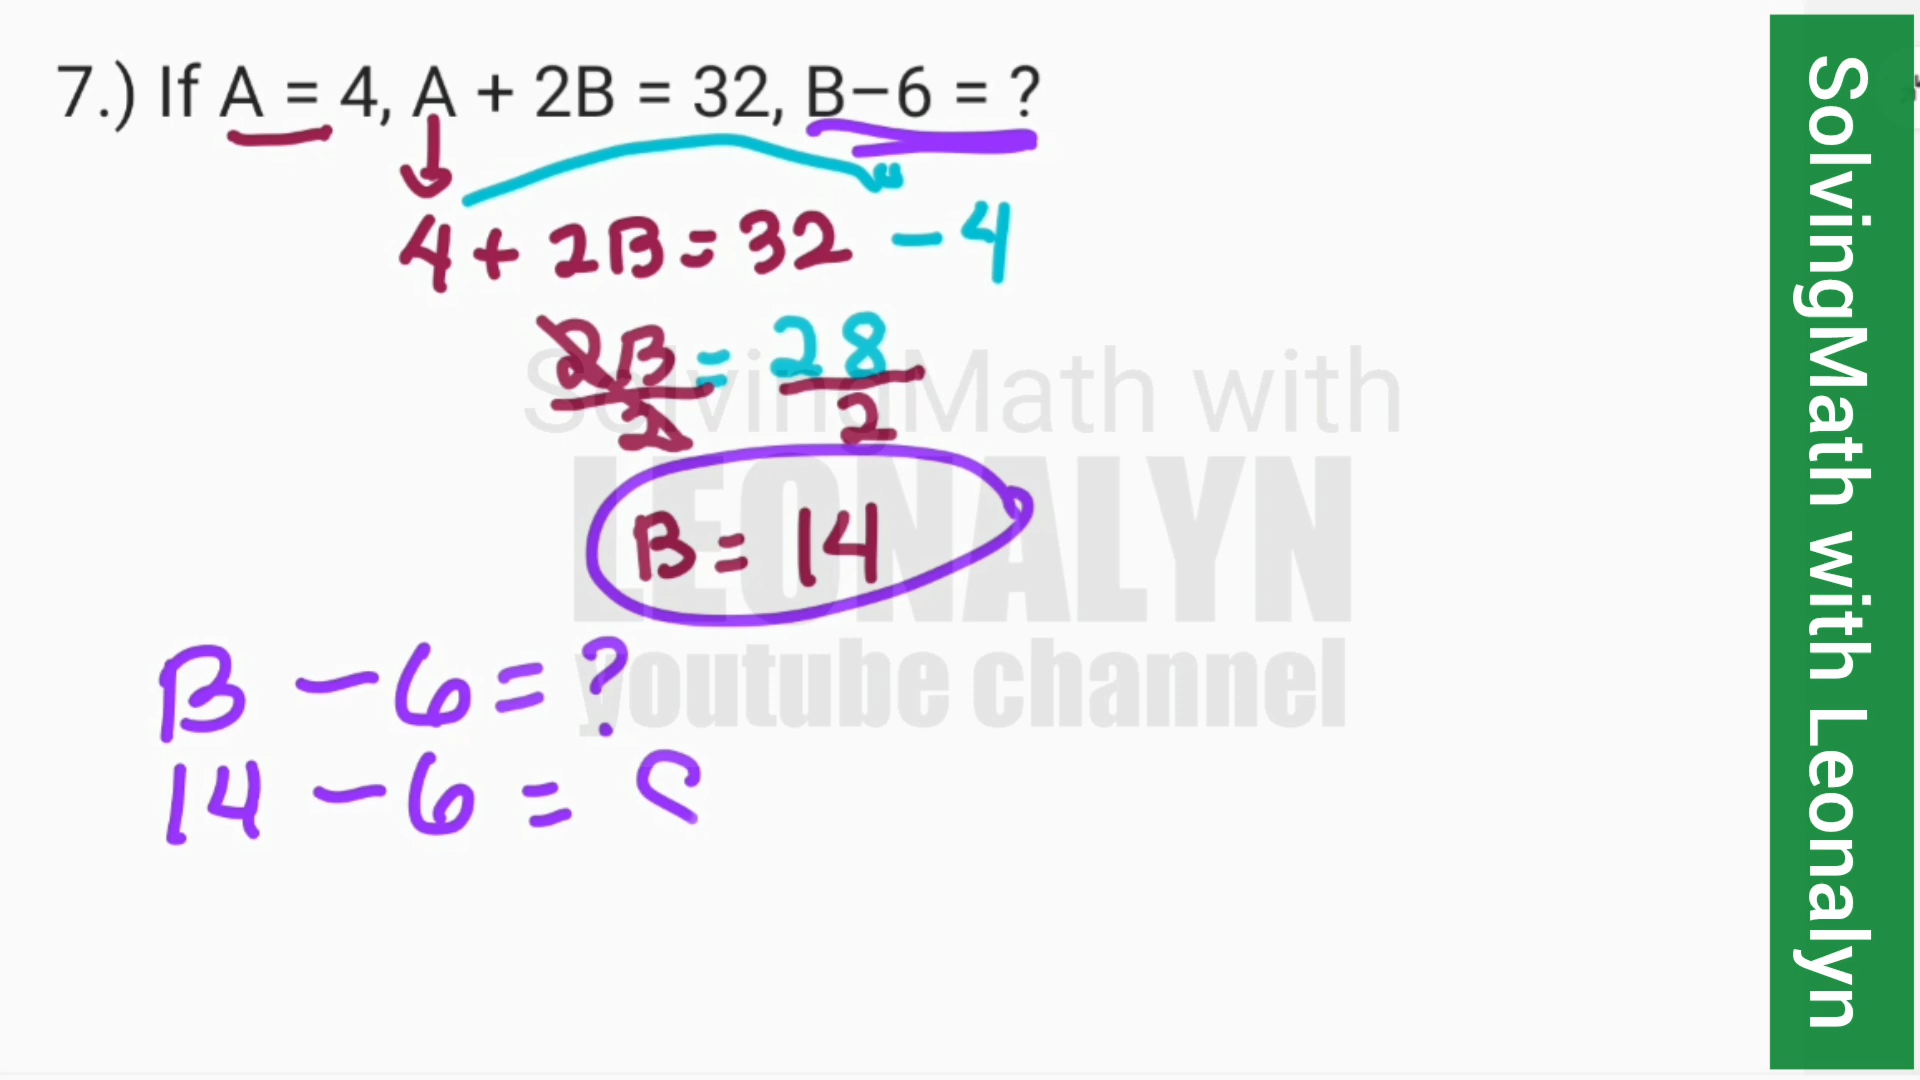 7.) If A = 4, A + 2B = 32, B–6 = ?
4 + 2B = 32 - 4
2B = 28
2 2
B = 14
B - 6 = ?
14 - 6 =
SolvingMath with
LEONALYN
youtube channel
SolvingMath with Leonalyn